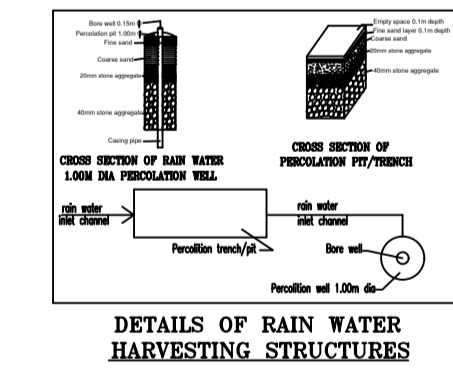 Bore well 0.15m
Percolation pit 1.00m
Fine sand
Coarse sand
20mm stone aggregate
40mm stone aggregate
Casing pipe
CROSS SECTION OF RAIN WATER
1.00M DIA PERCOLATION WELL
Empty space 0.1m depth
Fine sand layer 0.1m depth
Coarse sand
20mm stone aggregate
40mm stone aggregate
CROSS SECTION OF
PERCOLATION PIT/TRENCH
rain water
inlet channel
Percolition trench/pit
rain water
inlet channel
Bore well
Percolition well 1.00m dia
DETAILS OF RAIN WATER
HARVESTING STRUCTURES